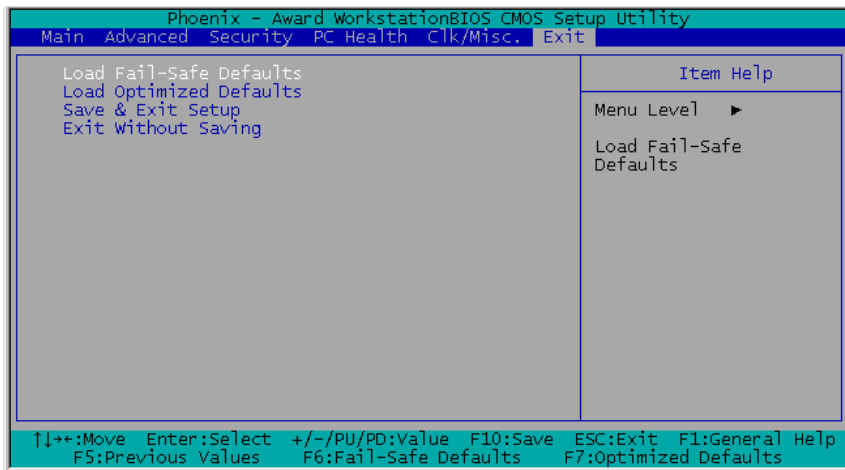 Phoenix - Award WorkstationBIOS CMOS Setup Utility
Main Advanced Security PC Health Clk/Misc. Exit
Load Fail-Safe Defaults
Load Optimized Defaults
Save & Exit Setup
Exit Without Saving
Item Help
Menu Level ►
Load Fail-Safe
Defaults
↑↓→←:Move Enter:Select +/-/PU/PD:Value F10:Save ESC:Exit F1:General Help
F5:Previous Values F6:Fail-Safe Defaults F7:Optimized Defaults